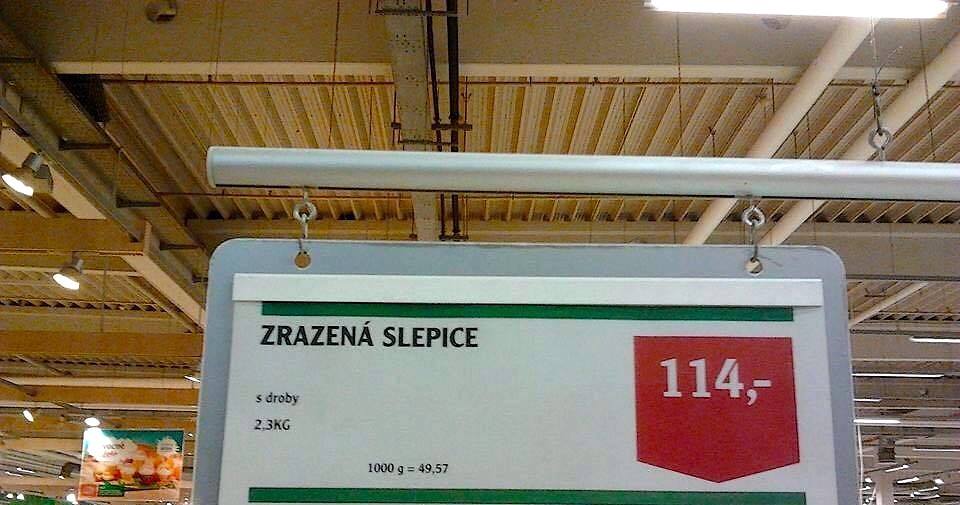 ZRAZENÁ SLEPICE
114,-
s droby
2,3KG
1000 g = 49,57